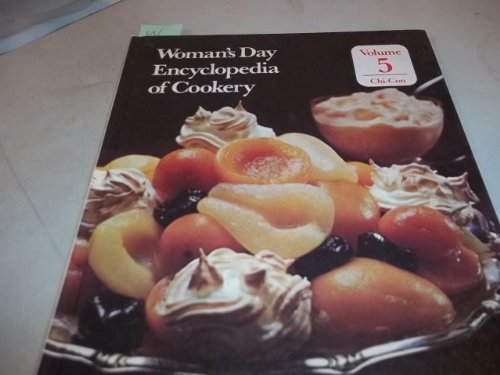 Woman's Day
Encyclopedia
of Cookery
Volume
5
Chi-Con